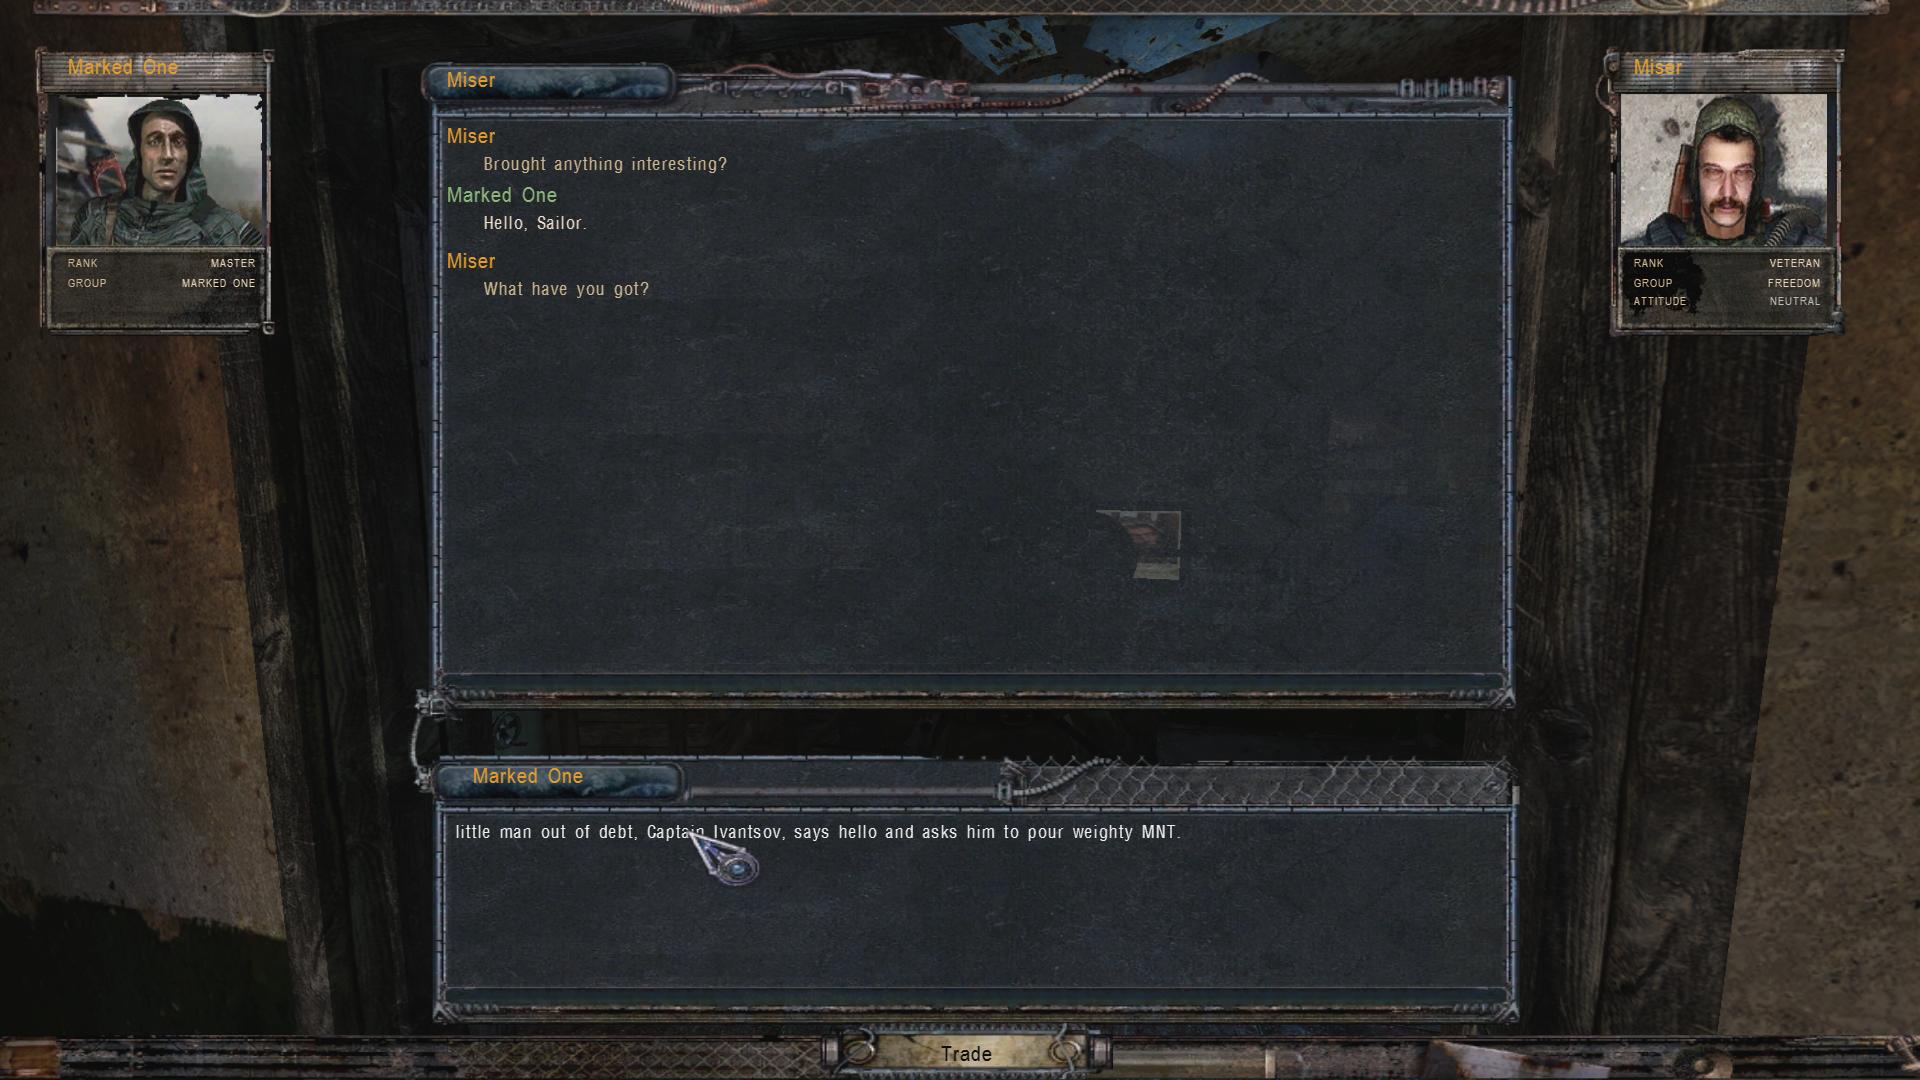 Marked One
Miser
Miser
Miser
Brought anything interesting?
Marked One
Hello, Sailor.
Miser
What have you got?
RANK MASTER
GROUP MARKED ONE
RANK VETERAN
GROUP FREEDOM
ATTITUDE NEUTRAL
Marked One
little man out of debt, Captain Ivantsov, says hello and asks him to pour weighty MNT.
Trade